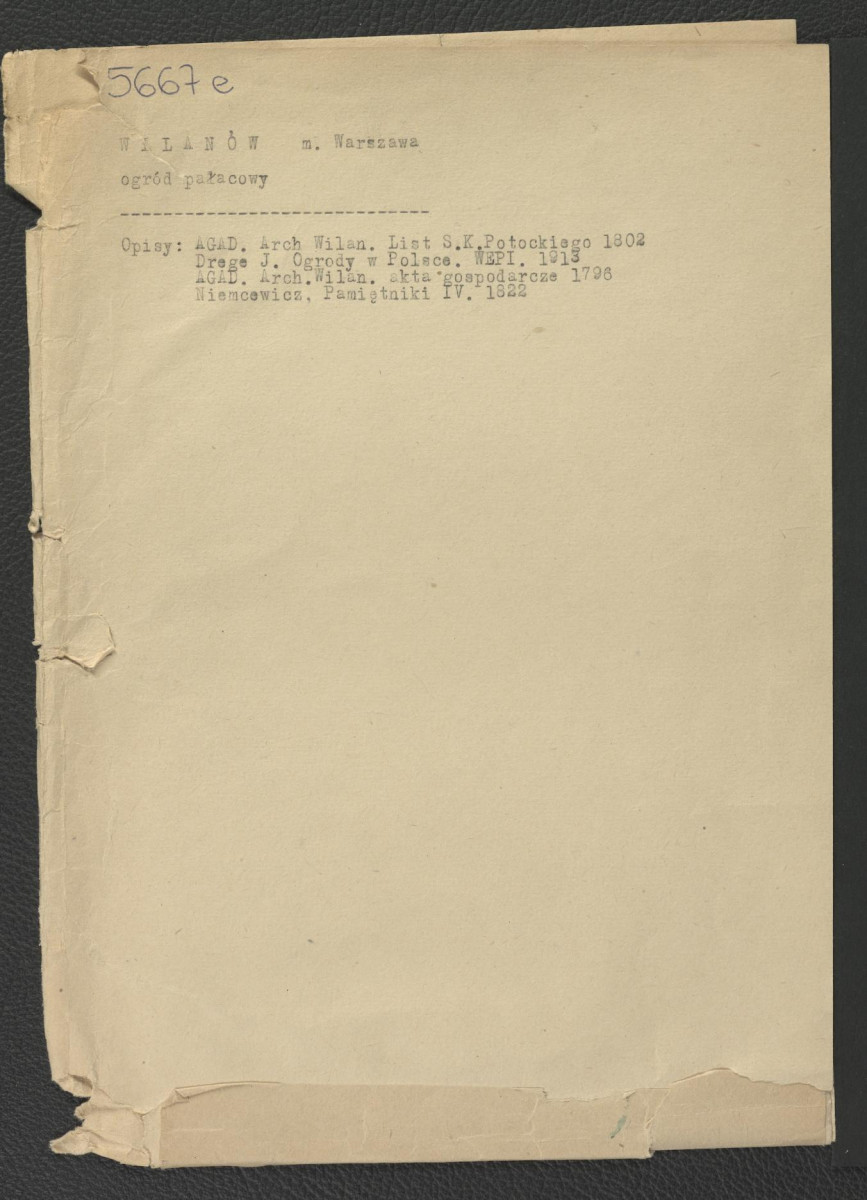 5667e
W I L A N Ó W m. Warszawa
ogród pałacowy
-----------------------------
Opisy: AGAD. Arch Wilan. List S.K.Potockiego 1802
Drege J. Ogrody w Polsce. WEPI. 1913
AGAD. Arch.Wilan. akta gospodarcze 1796
Niemcewicz, Pamiętniki IV. 1822